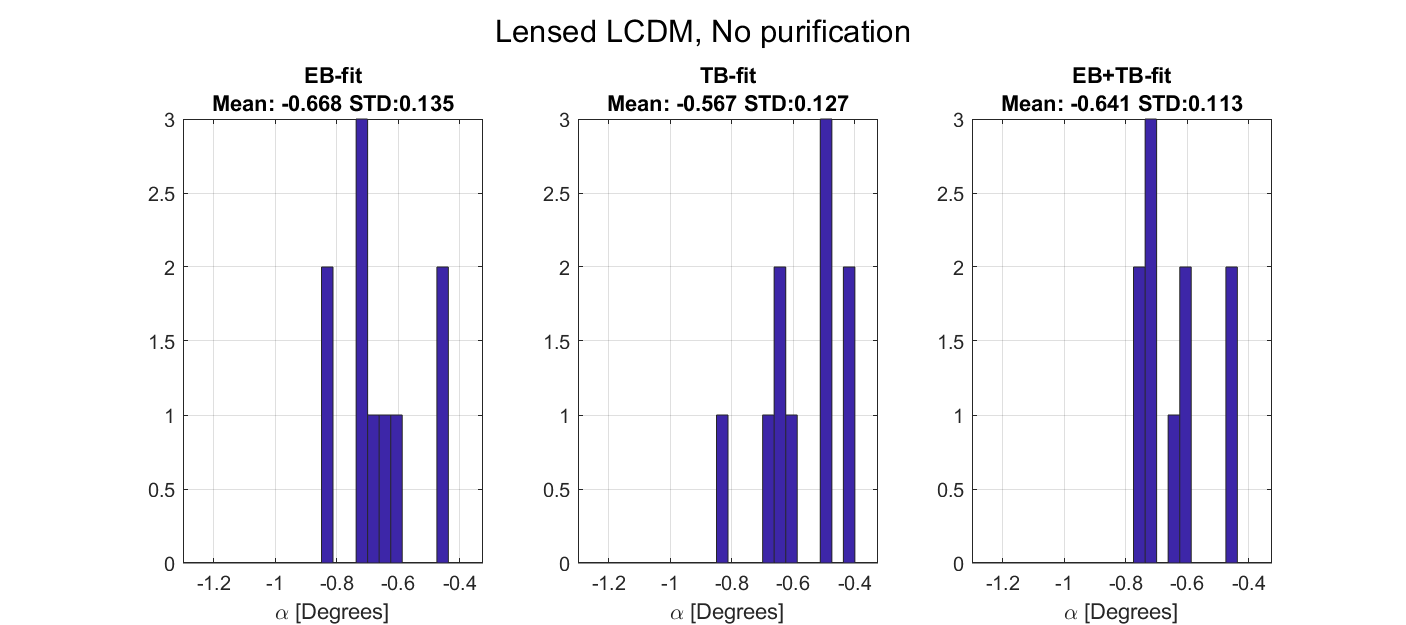 Lensed LCDM, No purification
EB-fit
Mean: -0.668 STD:0.135
3
2.5
2
1.5
1
0.5
0
-1.2 -1 -0.8 -0.6 -0.4
α [Degrees]
TB-fit
Mean: -0.567 STD:0.127
3
2.5
2
1.5
1
0.5
0
-1.2 -1 -0.8 -0.6 -0.4
α [Degrees]
EB+TB-fit
Mean: -0.641 STD:0.113
3
2.5
2
1.5
1
0.5
0
-1.2 -1 -0.8 -0.6 -0.4
α [Degrees]